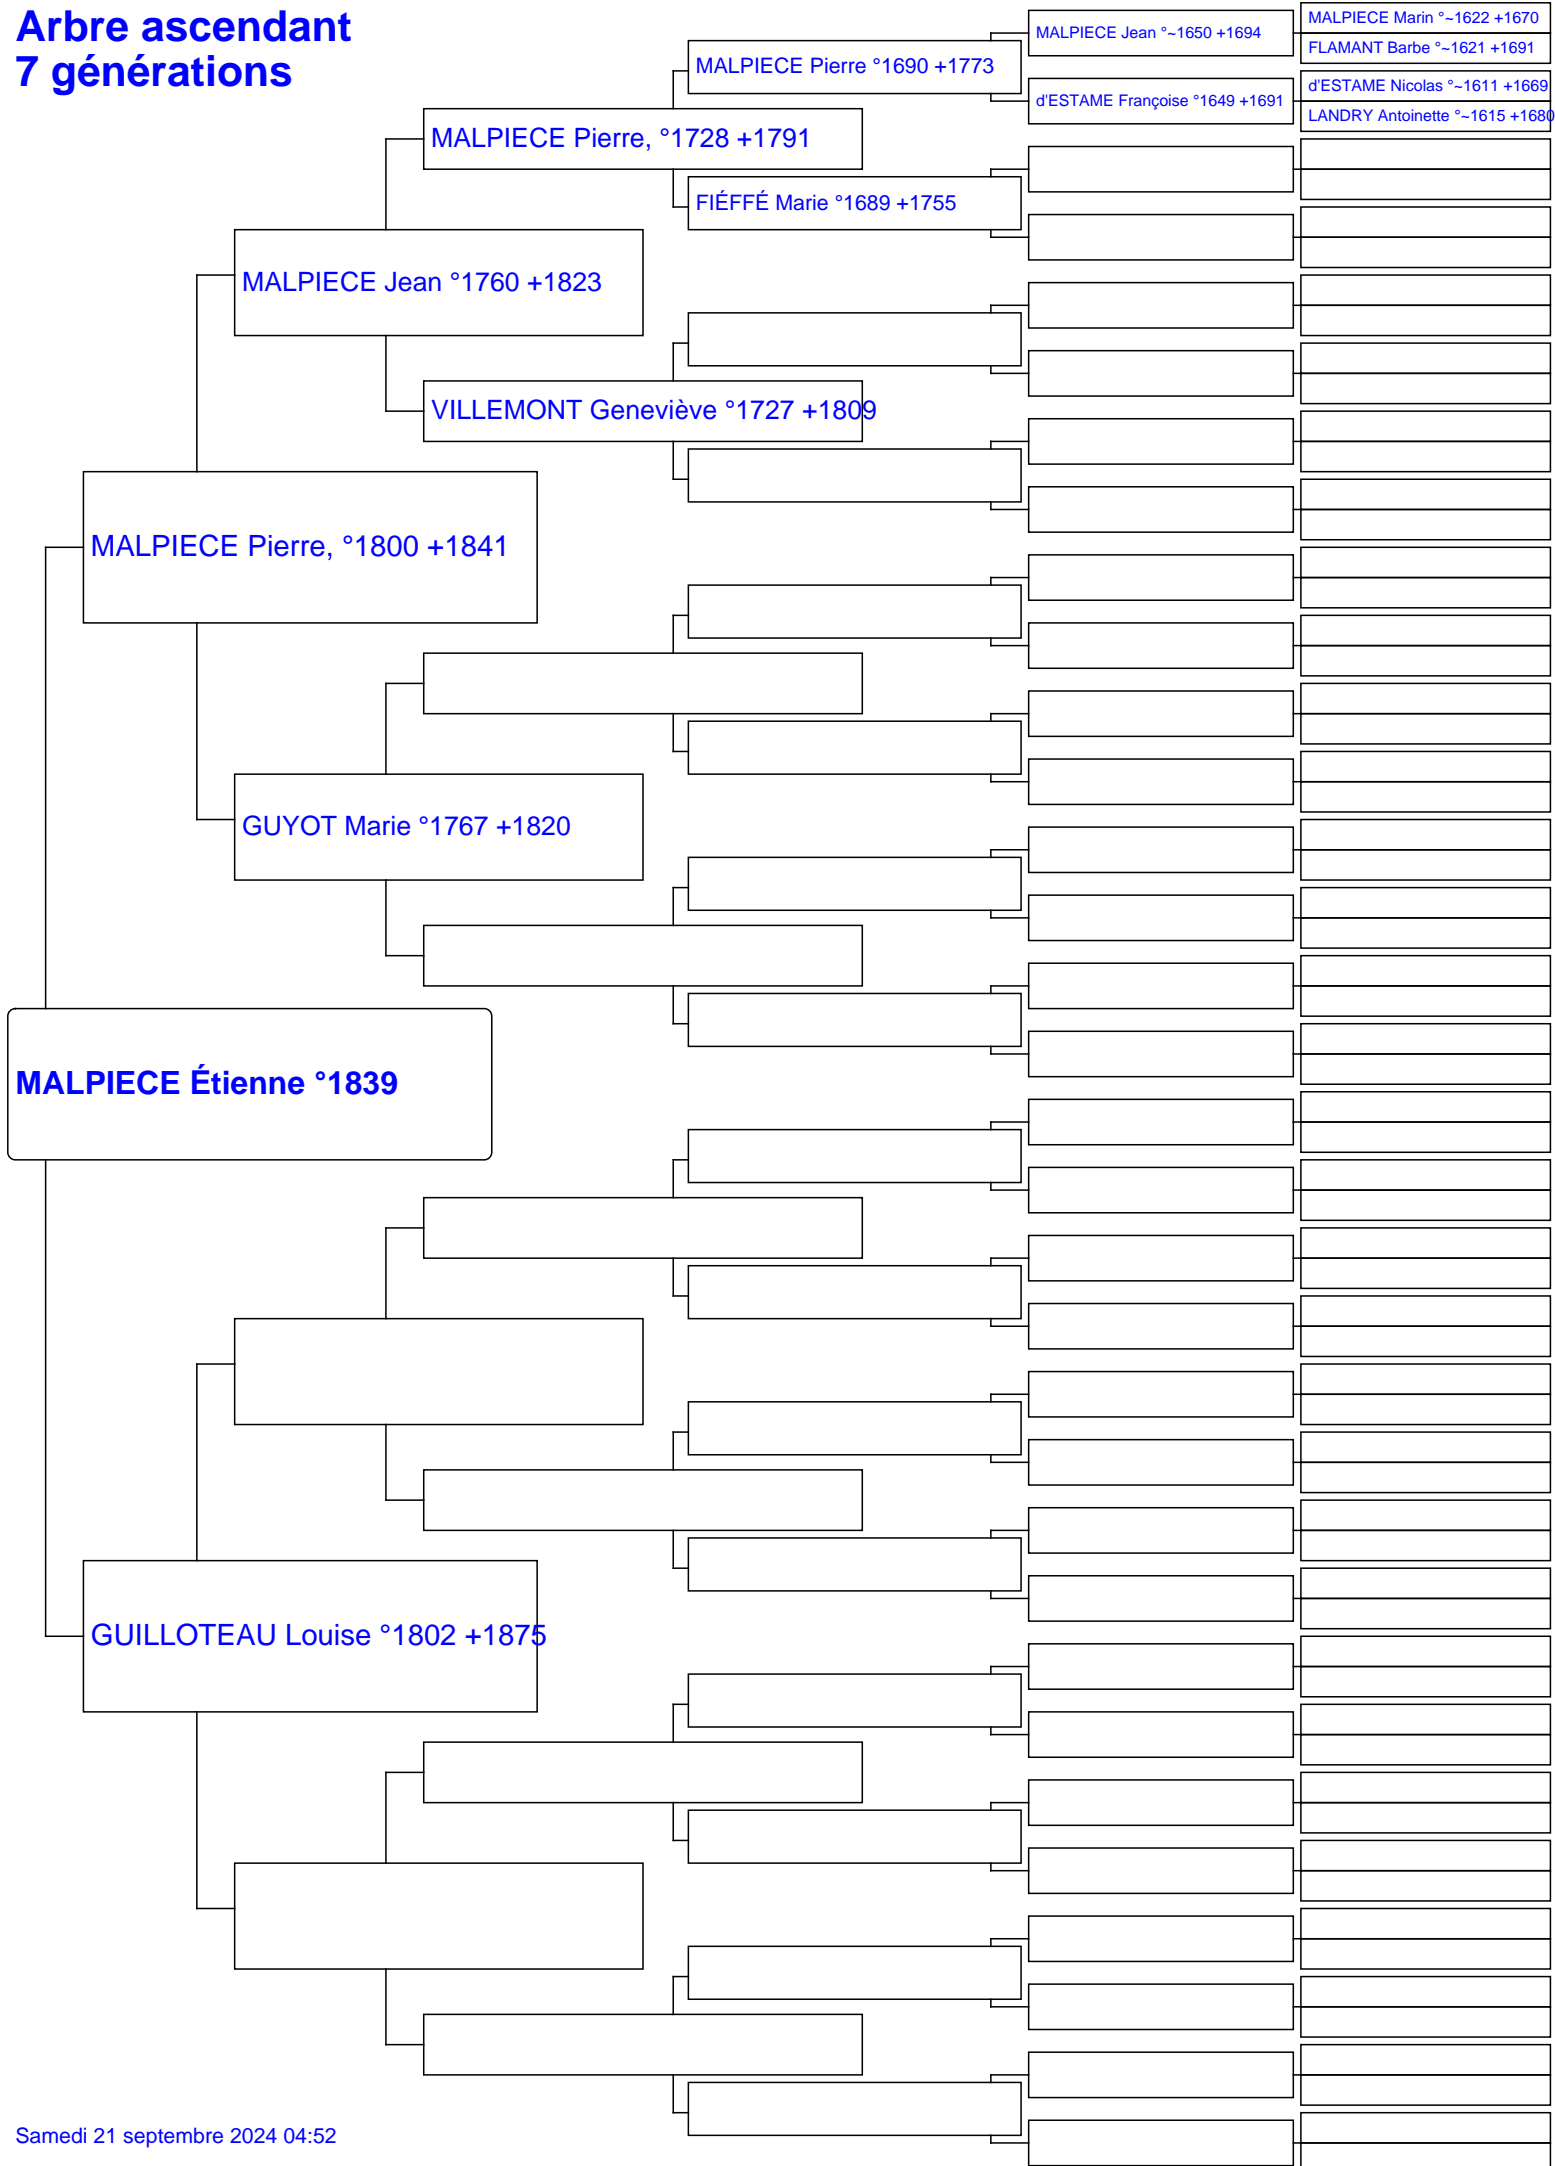 Arbre ascendant
7 générations
MALPIECE Marin °~1622 +1670
MALPIECE Jean °~1650 +1694
FLAMANT Barbe °~1621 +1691
MALPIECE Pierre °1690 +1773
d'ESTAME Nicolas °~1611 +1669
d'ESTAME Françoise °1649 +1691
LANDRY Antoinette °~1615 +1680
MALPIECE Pierre, °1728 +1791
FIÉFFÉ Marie °1689 +1755
MALPIECE Jean °1760 +1823
VILLEMONT Geneviève °1727 +1809
MALPIECE Pierre, °1800 +1841
GUYOT Marie °1767 +1820
MALPIECE Étienne °1839
GUILLOTEAU Louise °1802 +1875
Samedi 21 septembre 2024 04:52